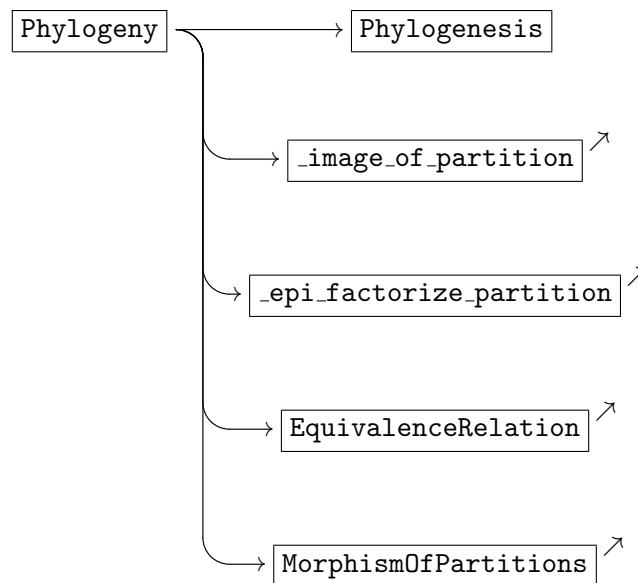 Phylogeny
Phylogenesis
_image_of_partition
_epi_factorize_partition
EquivalenceRelation
MorphismOfPartitions